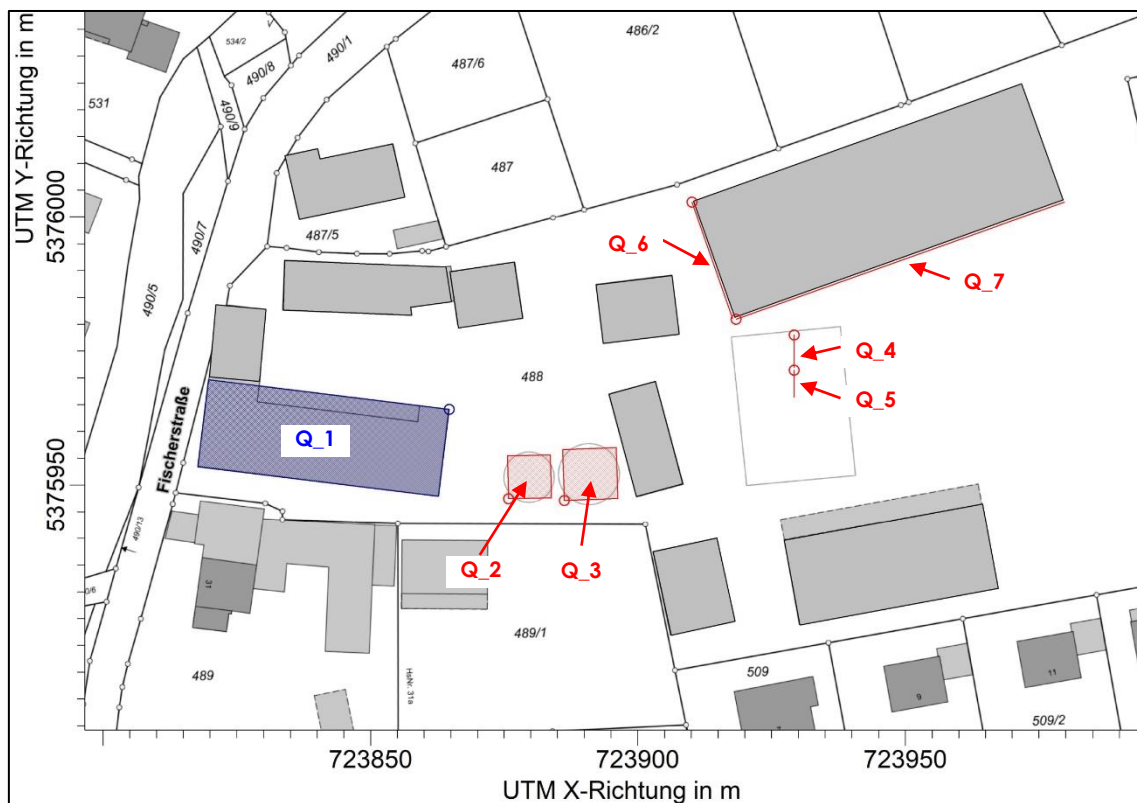 UTM Y-Richtung in m
5376000
5375950
534/2
490/8
490/1
490/9
531
487/6
486/2
487
490/7
487/5
490/5
488
Q_6
Q_7
Q_4
Q_5
Fischerstraße
Q_1
Q_2
Q_3
490/13
31
489
HsNr. 31a
489/1
509
9
11
509/2
723850
723900
723950
UTM X-Richtung in m